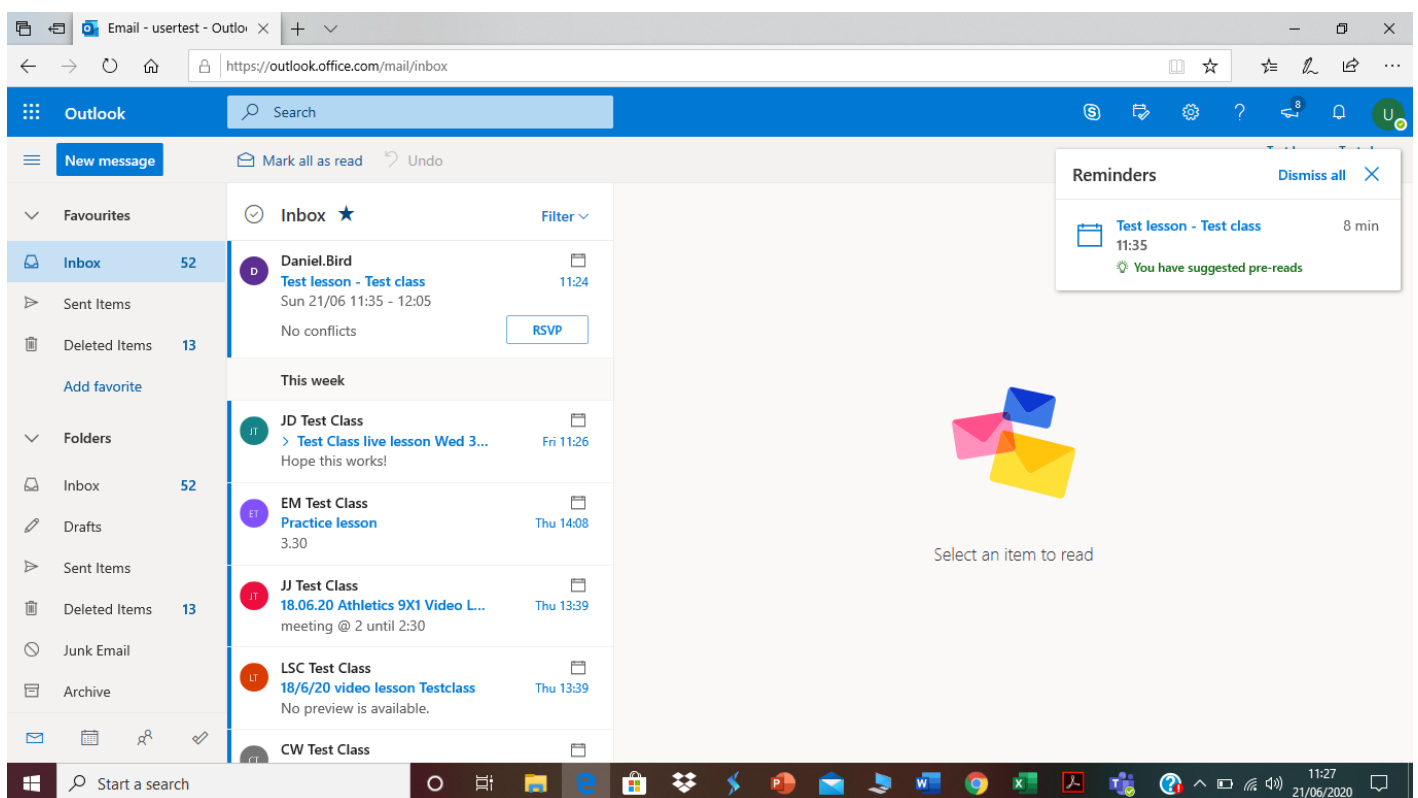 Email - usertest - Outlo
https://outlook.office.com/mail/inbox
Outlook
Search
S
?
8
U
New message
Mark all as read
Undo
Reminders
Dismiss all
Test lesson - Test class
8 min
11:35
You have suggested pre-reads
Favourites
Inbox 52
Sent Items
Deleted Items 13
Add favorite
Folders
Inbox 52
Drafts
Sent Items
Deleted Items 13
Junk Email
Archive
Inbox
Filter
D
Daniel.Bird
Test lesson - Test class 11:24
Sun 21/06 11:35 - 12:05
No conflicts
RSVP
This week
JT
JD Test Class
> Test Class live lesson Wed 3... Fri 11:26
Hope this works!
ET
EM Test Class
Practice lesson Thu 14:08
3.30
JT
JJ Test Class
18.06.20 Athletics 9X1 Video L... Thu 13:39
meeting @ 2 until 2:30
LT
LSC Test Class
18/6/20 video lesson Testclass Thu 13:39
No preview is available.
CW Test Class
Select an item to read
Start a search
11:27
21/06/2020